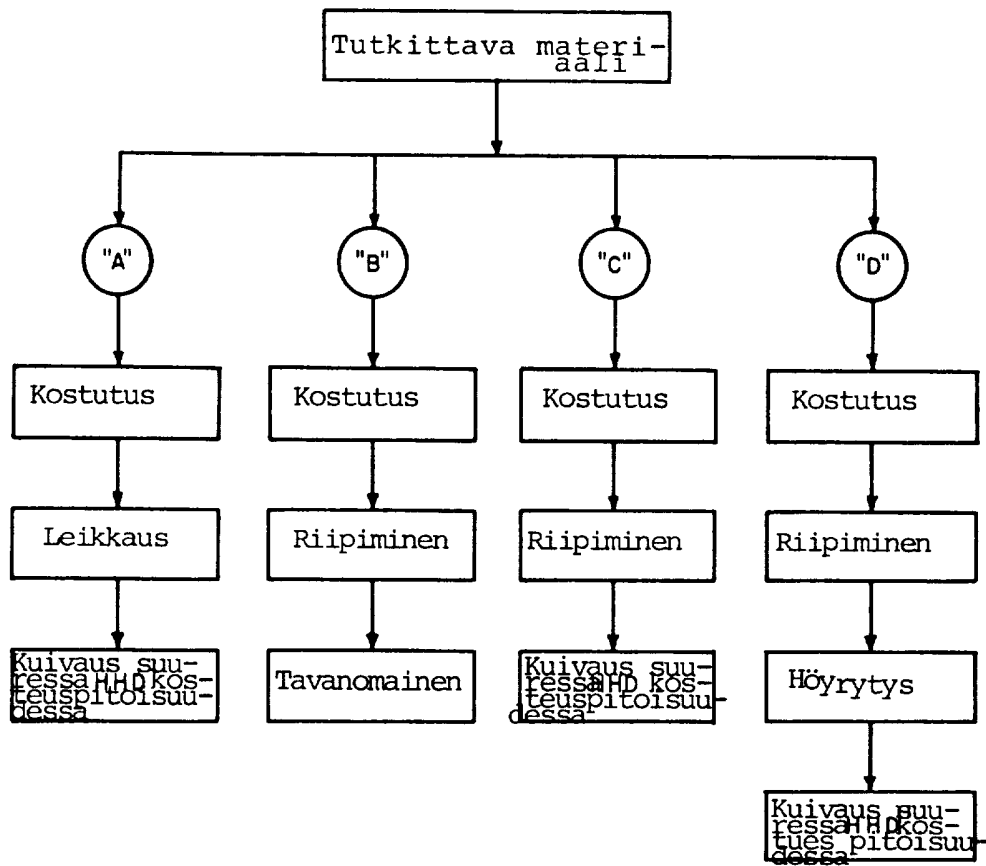 Tutkittava materi-
aali
"A"
"B"
"C"
"D"
Kostutus
Kostutus
Kostutus
Kostutus
Leikkaus
Riipiminen
Riipiminen
Riipiminen
Kuivaus suu-
ressa HHD kos-
teuspitoisuu-
dessa
Tavanomainen
Kuivaus suu-
ressa HHD kos-
teuspitoisuu-
dessa
Höyrytys
Kuivaus suu-
ressa HHD kos-
tues pitoisuu-
dessa